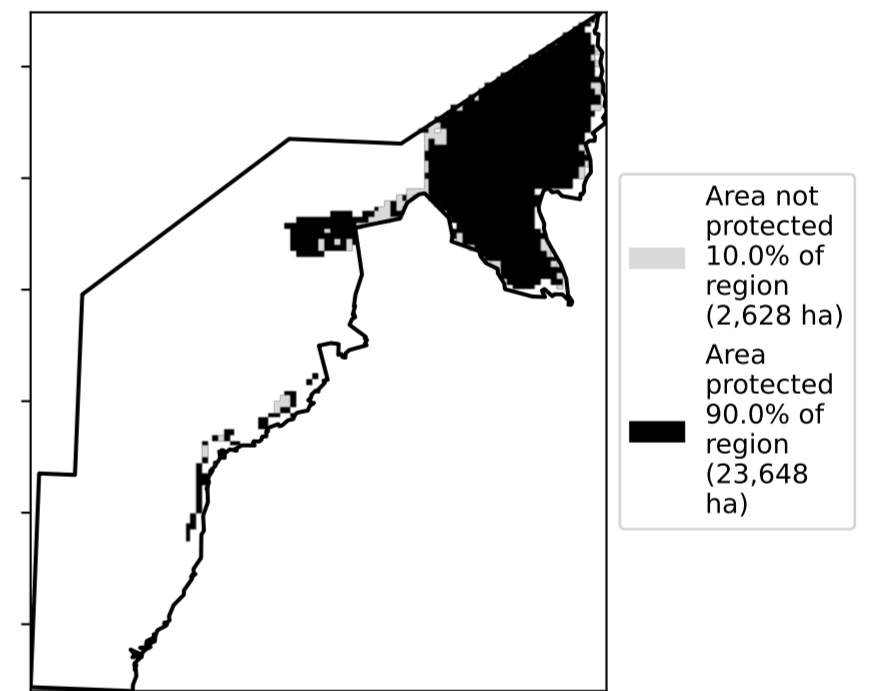 Area not
protected
10.0% of
region
(2,628 ha)
Area
protected
90.0% of
region
(23,648
ha)